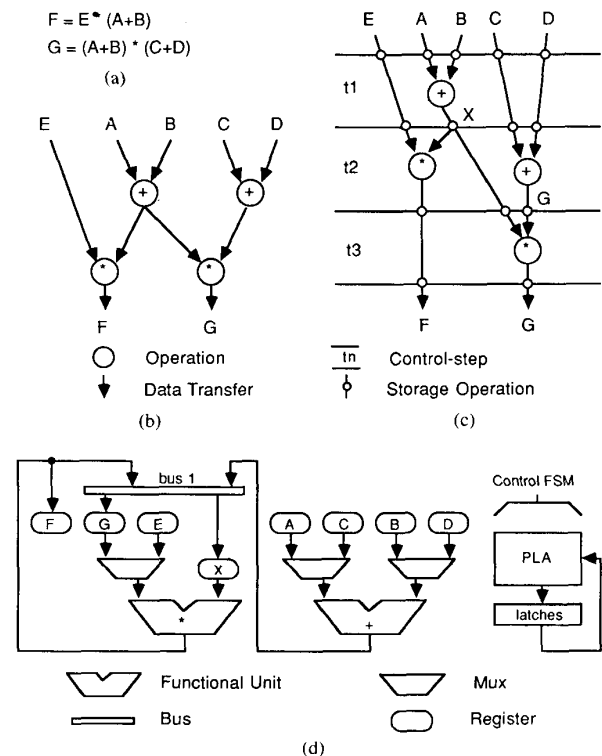 F = E * (A+B)
G = (A+B) * (C+D)
(a)
E A B C D
+ +
* *
F G
Operation
Data Transfer
(b)
E A B C D
t1
+
X
t2
*
+
G
t3
*
F G
tn Control-step
Storage Operation
(c)
bus 1
F G E
X
*
A C B D
+
Control FSM
PLA
latches
Functional Unit
Mux
Bus
Register
(d)